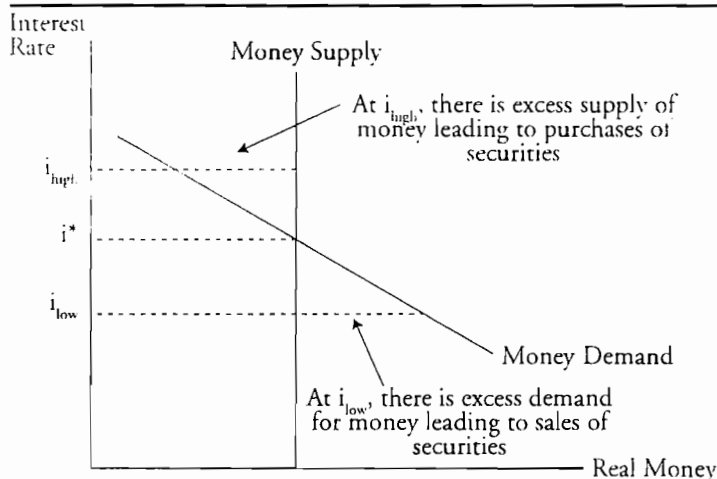 Interest
Rate
Money Supply
At i_high, there is excess supply of
money leading to purchases of
securities
i_high
i*
i_low
Money Demand
At i_low, there is excess demand
for money leading to sales of
securities
Real Money